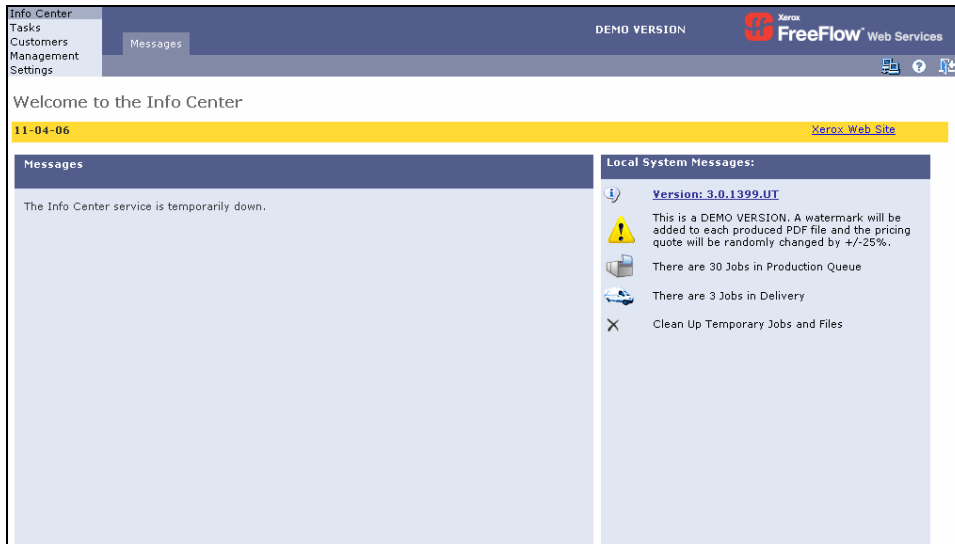 Info Center
Tasks
Customers
Management
Settings
Messages
DEMO VERSION
Xerox
FreeFlow™ Web Services
Welcome to the Info Center
11-04-06
Xerox Web Site
Messages
The Info Center service is temporarily down.
Local System Messages:
Version: 3.0.1399.UT
This is a DEMO VERSION. A watermark will be
added to each produced PDF file and the pricing
quote will be randomly changed by +/-25%.
There are 30 Jobs in Production Queue
There are 3 Jobs in Delivery
Clean Up Temporary Jobs and Files